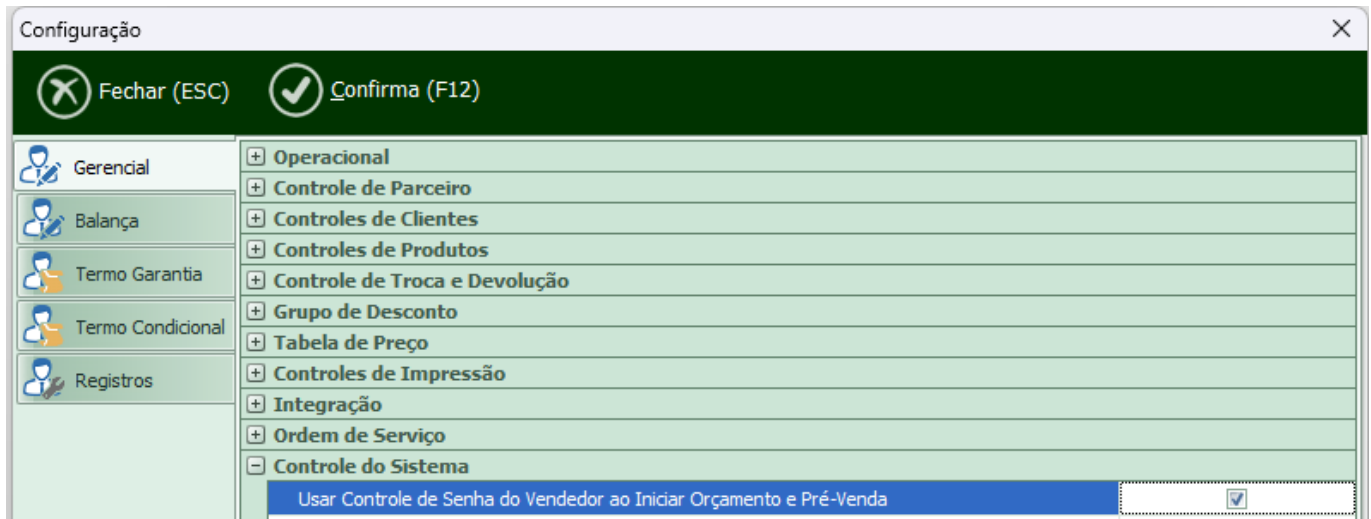 Configuração
Fechar (ESC) Confirma (F12)
Gerencial
Balança
Termo Garantia
Termo Condicional
Registros
Operacional
Controle de Parceiro
Controles de Clientes
Controles de Produtos
Controle de Troca e Devolução
Grupo de Desconto
Tabela de Preço
Controles de Impressão
Integração
Ordem de Serviço
Controle do Sistema
Usar Controle de Senha do Vendedor ao Iniciar Orçamento e Pré-Venda